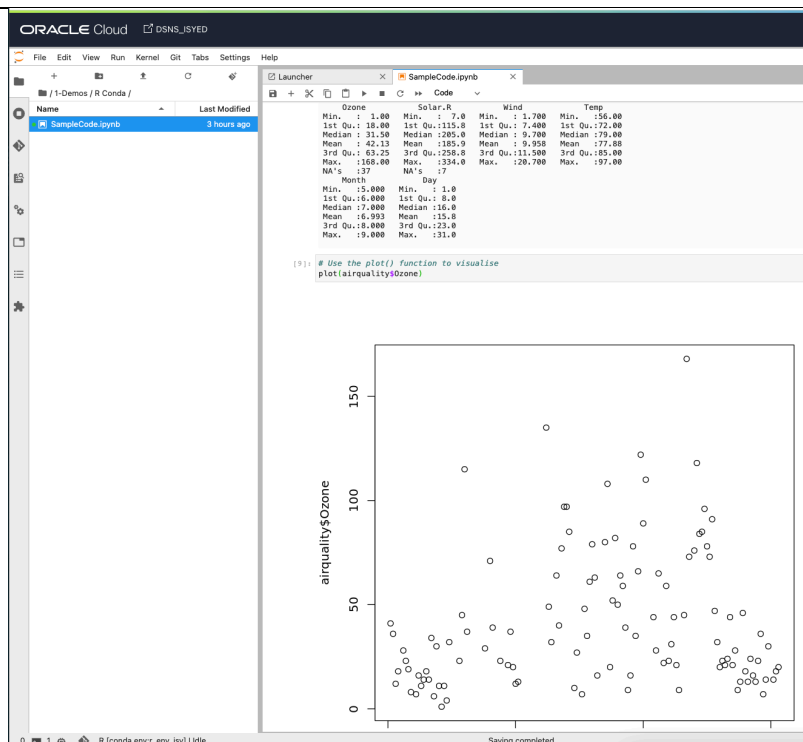 ORACLE Cloud DSNS_ISYED
File Edit View Run Kernel Git Tabs Settings Help
/ 1-Demos / R Conda /
Name Last Modified
SampleCode.ipynb 3 hours ago
Launcher × SampleCode.ipynb ×
Code
Ozone Solar.R Wind Temp
Min. : 1.00 Min. : 7.0 Min. : 1.700 Min. :56.00
1st Qu.: 18.00 1st Qu.:115.8 1st Qu.: 7.400 1st Qu.:72.00
Median : 31.50 Median :205.0 Median : 9.700 Median :79.00
Mean : 42.13 Mean :185.9 Mean : 9.958 Mean :77.88
3rd Qu.: 63.25 3rd Qu.:258.8 3rd Qu.:11.500 3rd Qu.:85.00
Max. :168.00 Max. :334.0 Max. :20.700 Max. :97.00
NA's :37 NA's :7
Month Day
Min. :5.000 Min. : 1.0
1st Qu.:6.000 1st Qu.: 8.0
Median :7.000 Median :16.0
Mean :6.993 Mean :15.8
3rd Qu.:8.000 3rd Qu.:23.0
Max. :9.000 Max. :31.0
[9]: # Use the plot() function to visualise
plot(airquality$Ozone)
airquality$Ozone
150
100
50
0
0 1 R [conda env:r_env_isy] | Idle Saving completed